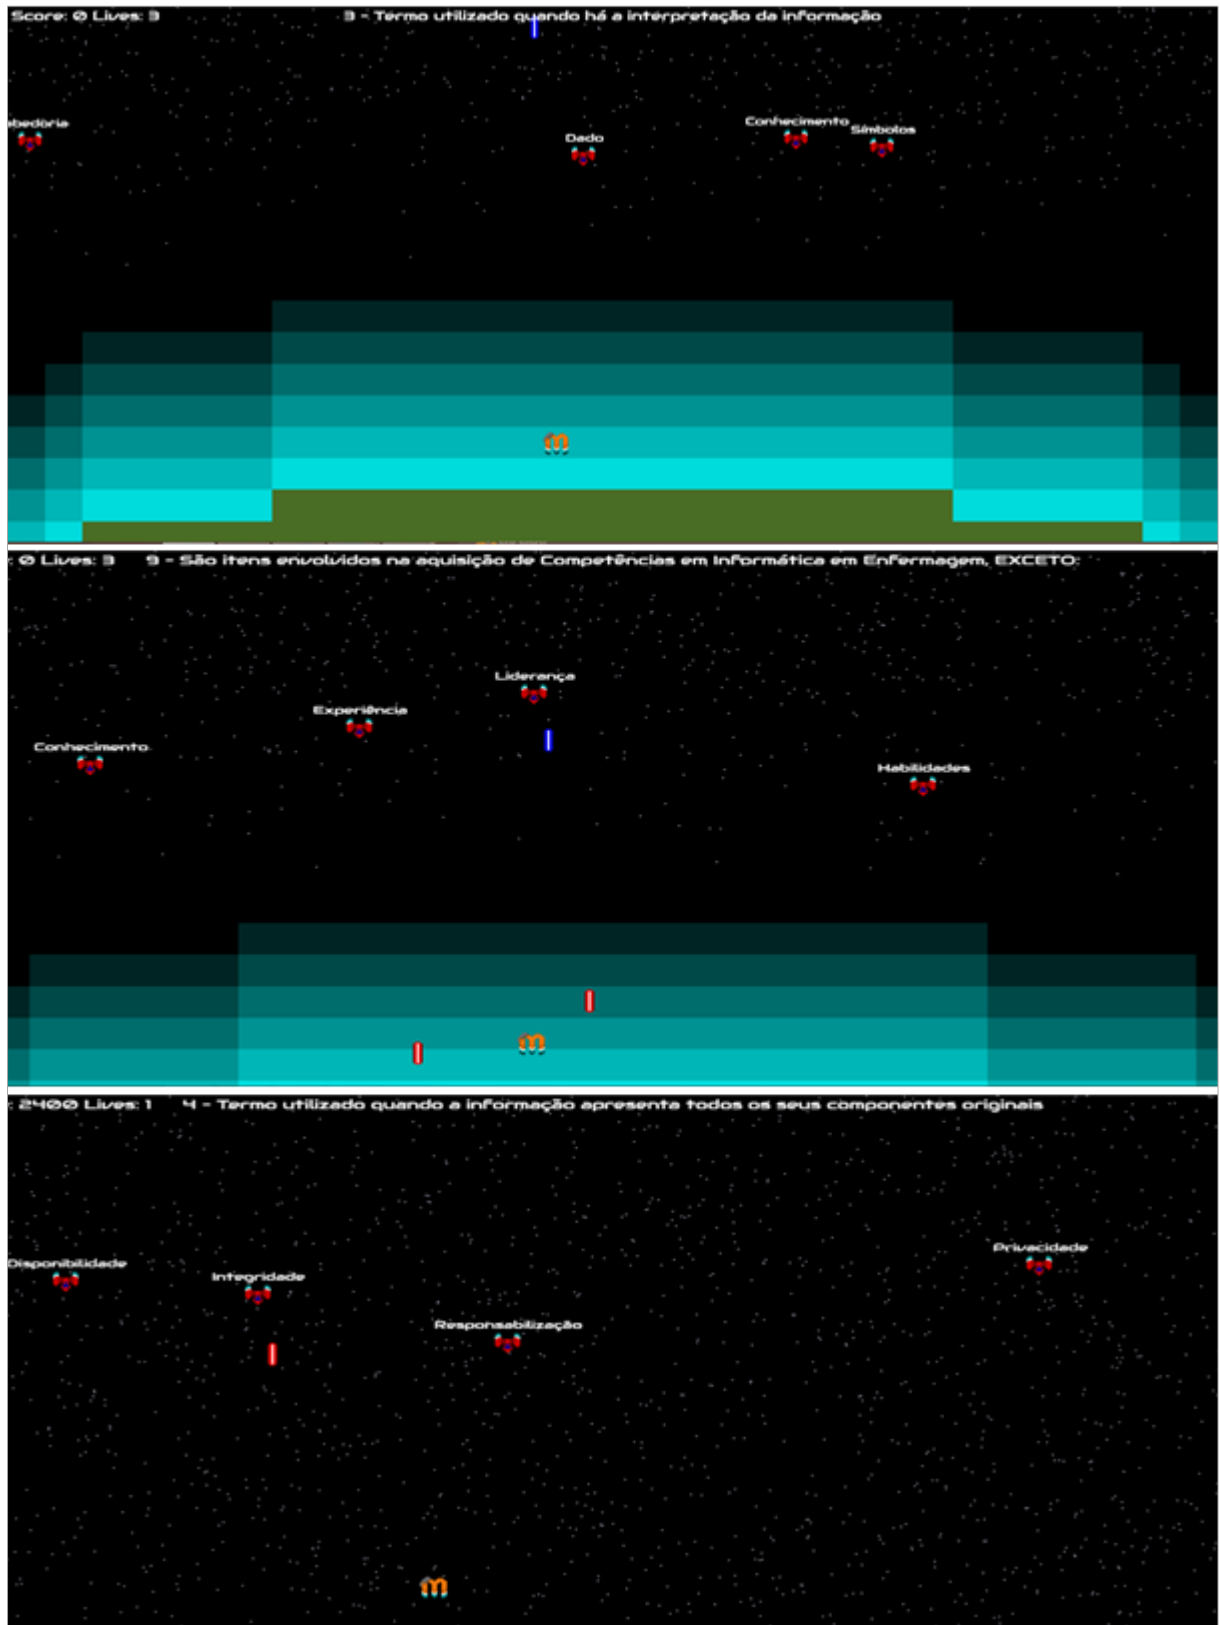 Score: 0 Lives: 3 3 - Termo utilizado quando há a interpretação da informação
Conhecimento
Símbolos
abedoria
Dado
: 0 Lives: 3 9 - São itens envolvidos na aquisição de Competências em Informática em Enfermagem, EXCETO:
Liderança
Experiência
Conhecimento
Habilidades
: 2400 Lives: 1 4 - Termo utilizado quando a informação apresenta todos os seus componentes originais
Privacidade
Disponibilidade
Integridade
Responsabilização